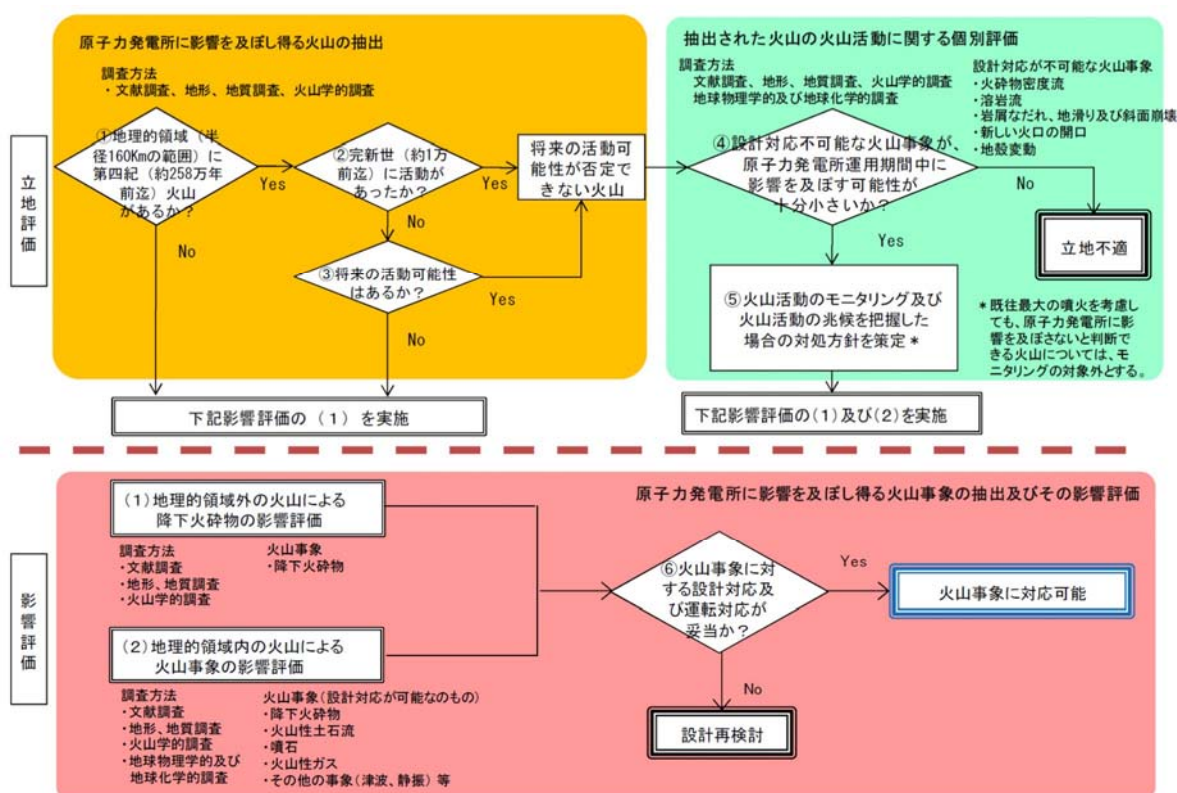 原子力発電所に影響を及ぼし得る火山の抽出
調査方法
・文献調査、地形、地質調査、火山学的調査
立地評価
①地理的領域（半
径160Kmの範囲）に
第四紀（約258万年
前迄）火山
があるか？
Yes
No
②完新世（約1万年
前迄）に活動が
あったか？
Yes
No
③将来の活動可能性
はあるか？
Yes
No
将来の活動可
能性が否定で
きない火山
下記影響評価の（1）を実施
抽出された火山の火山活動に関する個別評価
調査方法
文献調査、地形、地質調査、火山学的調査
地球物理学的及び地球化学的調査
設計対応が不可能な火山事象
・火砕物密度流
・溶岩流
・岩屑なだれ、地滑り及び斜面崩壊
・新しい火口の開口
・地殻変動
④設計対応不可能な火山事象が、
原子力発電所運用期間中に
影響を及ぼす可能性が
十分小さいか？
No
Yes
立地不適
⑤火山活動のモニタリング及び
火山活動の兆候を把握した
場合の対処方針を策定＊
＊既往最大の噴火を考慮し
ても、原子力発電所に影
響を及ぼさないと判断で
きる火山については、モ
ニタリングの対象外とする。
下記影響評価の（1）及び（2）を実施
影響評価
原子力発電所に影響を及ぼし得る火山事象の抽出及びその影響評価
（1）地理的領域外の火山による
降下火砕物の影響評価
調査方法
・文献調査
・地形、地質調査
・火山学的調査
火山事象
・降下火砕物
（2）地理的領域内の火山による
火山事象の影響評価
調査方法
・文献調査
・地形、地質調査
・火山学的調査
・地球物理学的及び
地球化学的調査
火山事象（設計対応が可能なのもの）
・降下火砕物
・火山性土石流
・噴石
・火山性ガス
・その他の事象（津波、静振）等
⑥火山事象に対
する設計対応及
び運転対応が
妥当か？
Yes
No
火山事象に対応可能
設計再検討